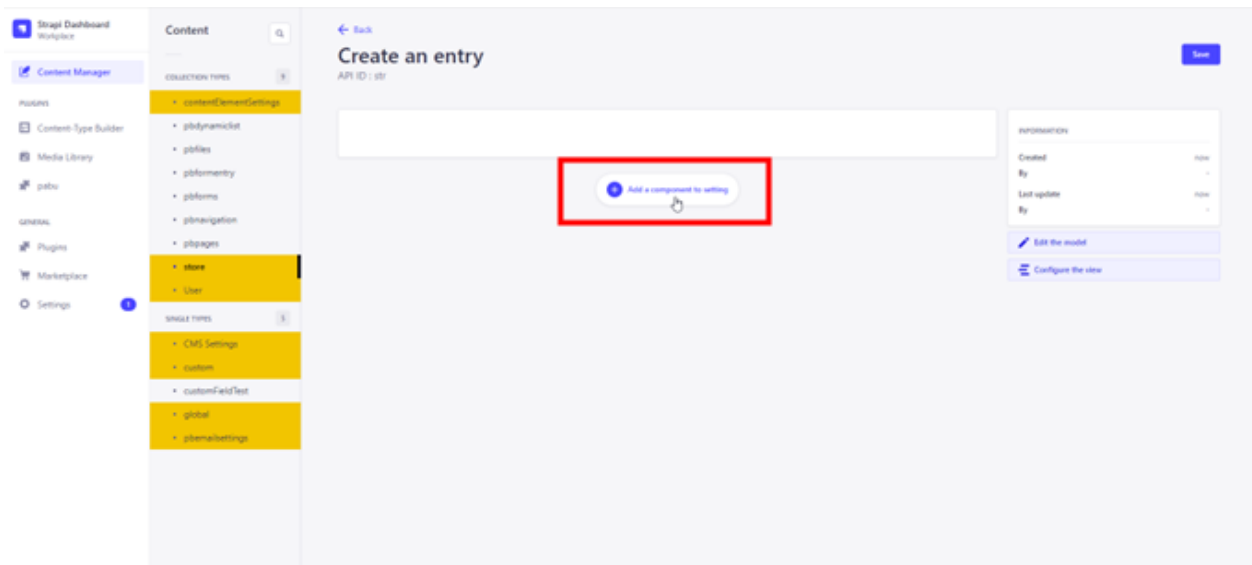 Strapi Dashboard
Workplace
Content Manager
PLUGINS
Content-Type Builder
Media Library
pabu
GENERAL
Plugins
Marketplace
Settings
1
Content
COLLECTION TYPES
9
contentElementSettings
pbdynamiclist
pbfiles
pbformentry
pbforms
pbnavigation
pbpages
store
User
SINGLE TYPES
5
CMS Settings
custom
customFieldTest
global
pbemailsettings
Back
Create an entry
API ID : str
Save
Add a component to setting
INFORMATION
Created now
By -
Last update now
By -
Edit the model
Configure the view